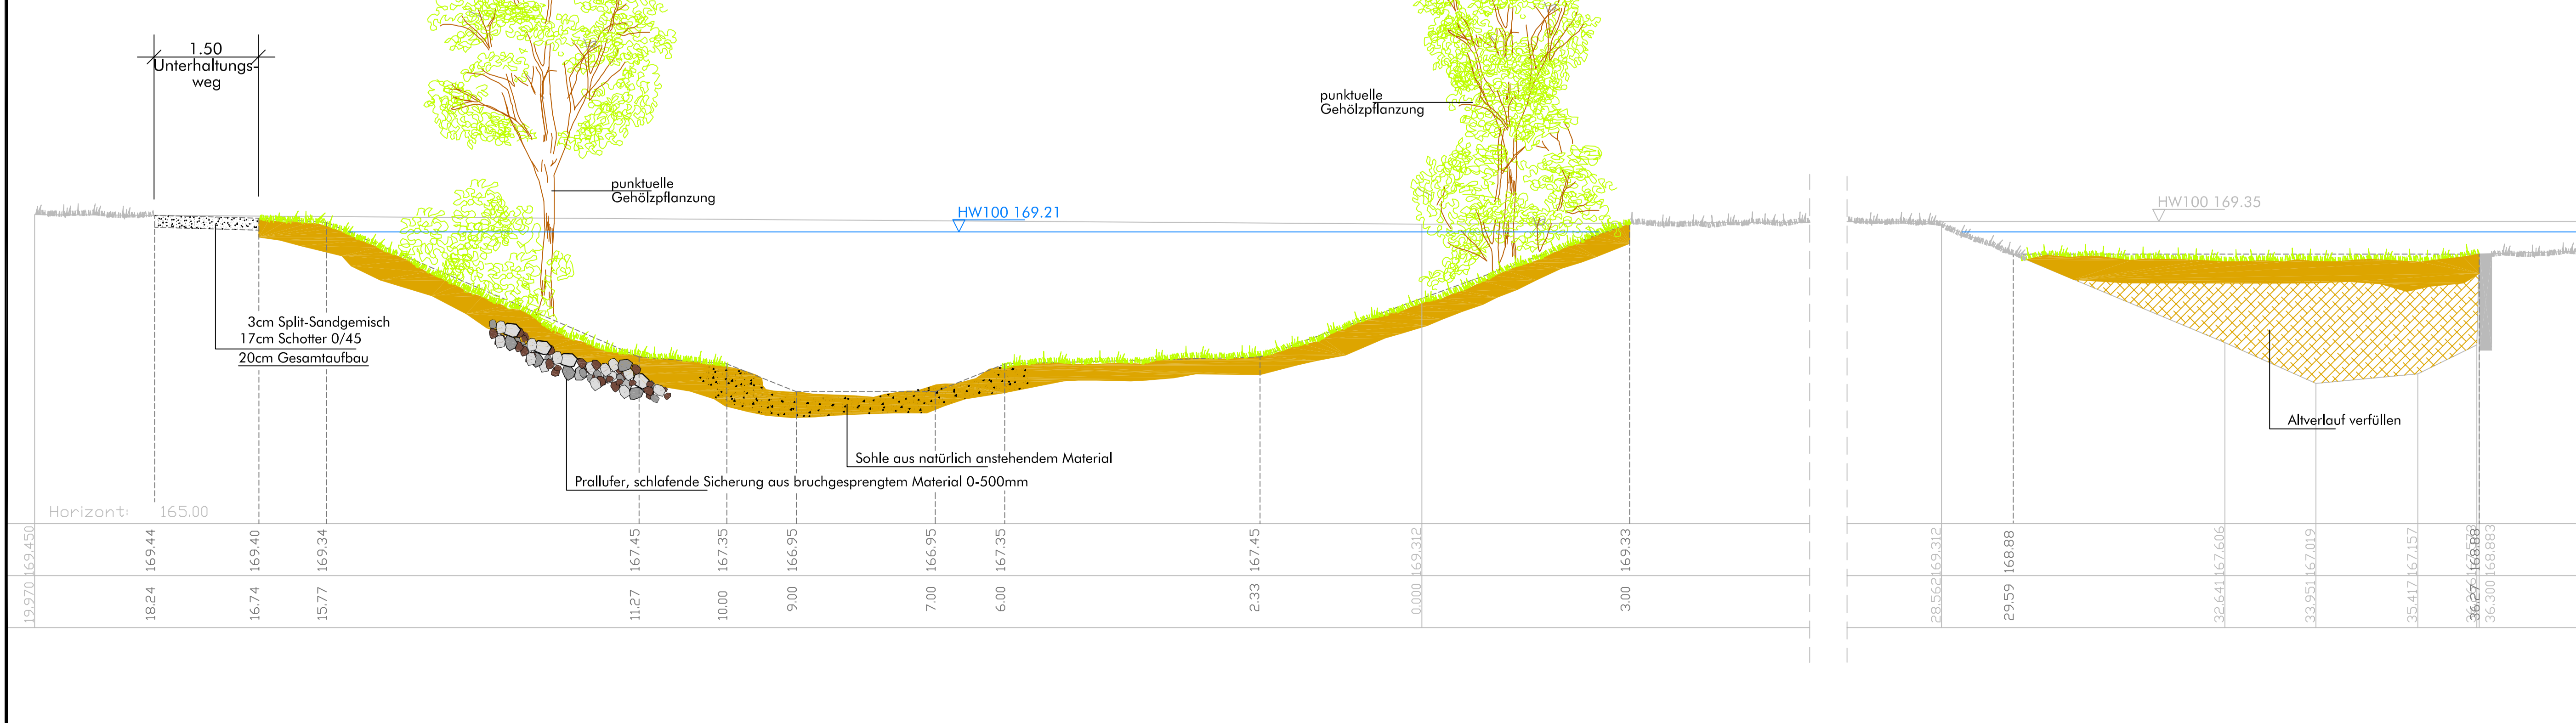 1.50
Unterhaltungs-
weg
punktuelle
Gehölzpflanzung
punktuelle
Gehölzpflanzung
HW100 169.21
HW100 169.35
3cm Split-Sandgemisch
17cm Schotter 0/45
20cm Gesamtaufbau
Altverlauf verfüllen
Sohle aus natürlich anstehendem Material
Prallufer, schlafende Sicherung aus bruchgesprengtem Material 0-500mm
Horizont: 165.00
169.450 169.44 169.40 169.34 167.45 167.35 166.95 166.95 167.35 167.45 169.312 169.33 169.312 168.88 167.606 167.019 167.157 168.88 168.883
19.970 18.24 16.74 15.77 11.27 10.00 9.00 7.00 6.00 2.33 0.000 3.00 28.562 29.59 32.641 33.951 35.417 36.27 36.300